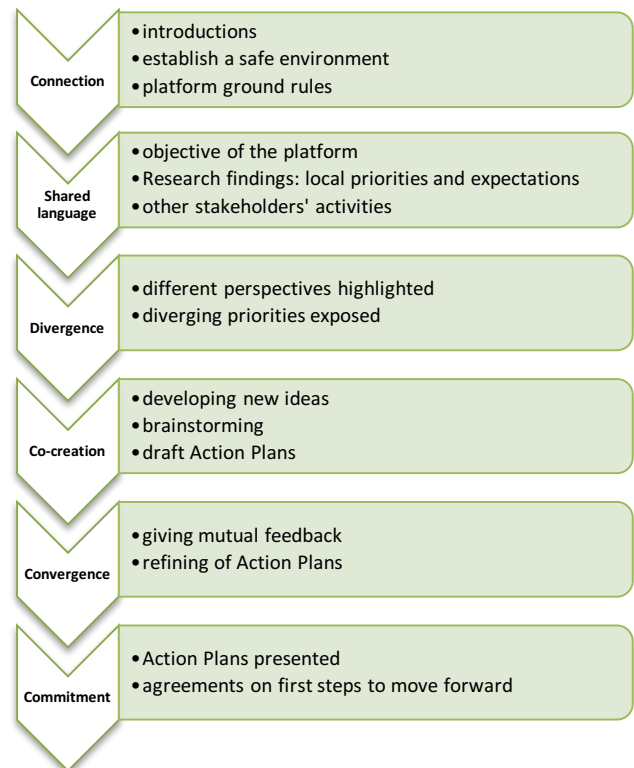 Connection
•introductions
•establish a safe environment
•platform ground rules
Shared
language
•objective of the platform
•Research findings: local priorities and expectations
•other stakeholders' activities
Divergence
•different perspectives highlighted
•diverging priorities exposed
Co-creation
•developing new ideas
•brainstorming
•draft Action Plans
Convergence
•giving mutual feedback
•refining of Action Plans
Commitment
•Action Plans presented
•agreements on first steps to move forward